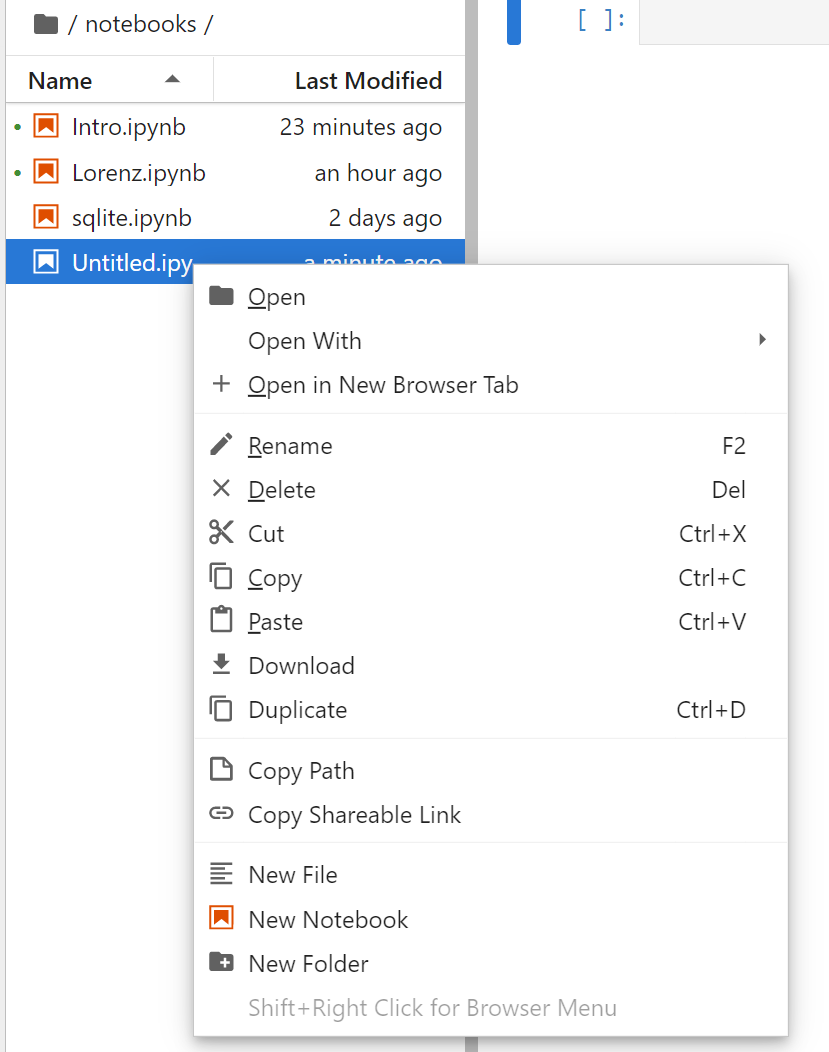 / notebooks /
[ ]:
Name Last Modified
Intro.ipynb 23 minutes ago
Lorenz.ipynb an hour ago
sqlite.ipynb 2 days ago
Untitled.ipy a minute ago
Open
Open With
Open in New Browser Tab
Rename F2
Delete Del
Cut Ctrl+X
Copy Ctrl+C
Paste Ctrl+V
Download
Duplicate Ctrl+D
Copy Path
Copy Shareable Link
New File
New Notebook
New Folder
Shift+Right Click for Browser Menu